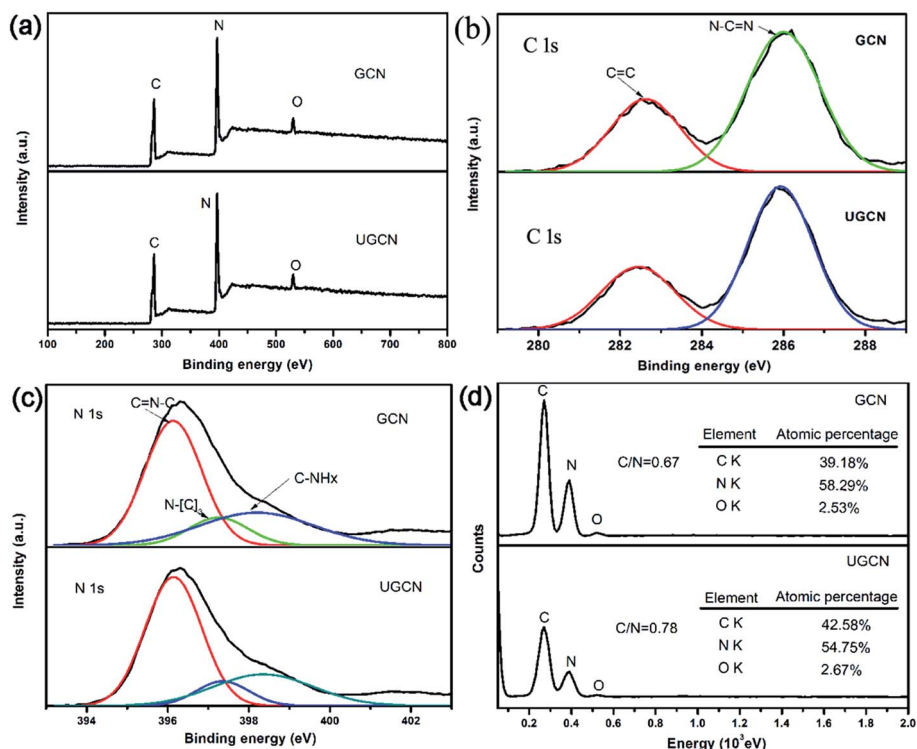 (a)
N
GCN
C
O
N
UGCN
C
O
Intensity (a.u.)
0 100 200 300 400 500 600 700 800
Binding energy (eV)
(b)
C 1s
N-C=N
GCN
C=C
UGCN
C 1s
Intensity (a.u.)
280 282 284 286 288
Binding energy (eV)
(c)
N 1s
C=N-C
GCN
C-NHx
N-[C]3
N 1s
UGCN
Intensity (a.u.)
394 396 398 400 402
Binding energy (eV)
(d)
C
GCN
Element Atomic percentage
C/N=0.67
C K 39.18%
N K 58.29%
O K 2.53%
N
O
UGCN
Element Atomic percentage
C
C/N=0.78
C K 42.58%
N K 54.75%
O K 2.67%
N
O
Counts
0.2 0.4 0.6 0.8 1.0 1.2 1.4 1.6 1.8 2.0
Energy (10³eV)